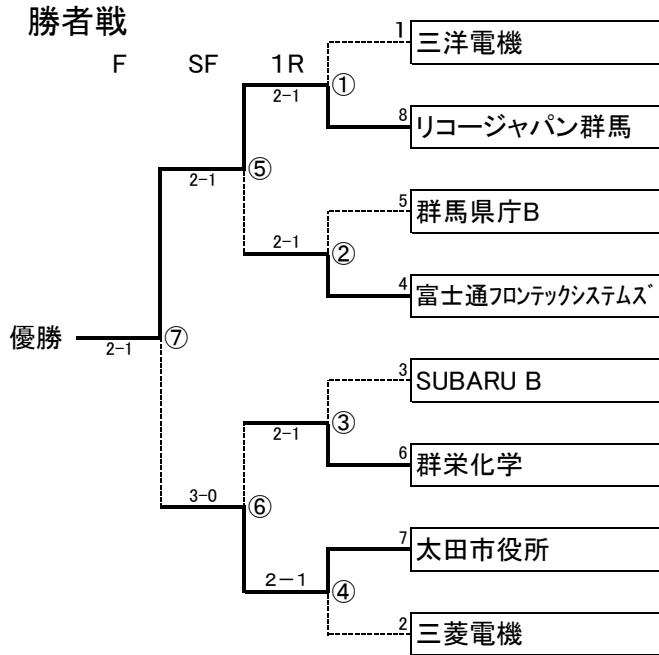 勝者戦
F SF 1R
1 三洋電機
2-1 ①
8 リコージャパン群馬
2-1 ⑤
5 群馬県庁B
2-1 ②
4 富士通フロンテックシステムズ
優勝 2-1 ⑦
3 SUBARU B
2-1 ③
6 群栄化学
3-0 ⑥
7 太田市役所
2－1 ④
2 三菱電機